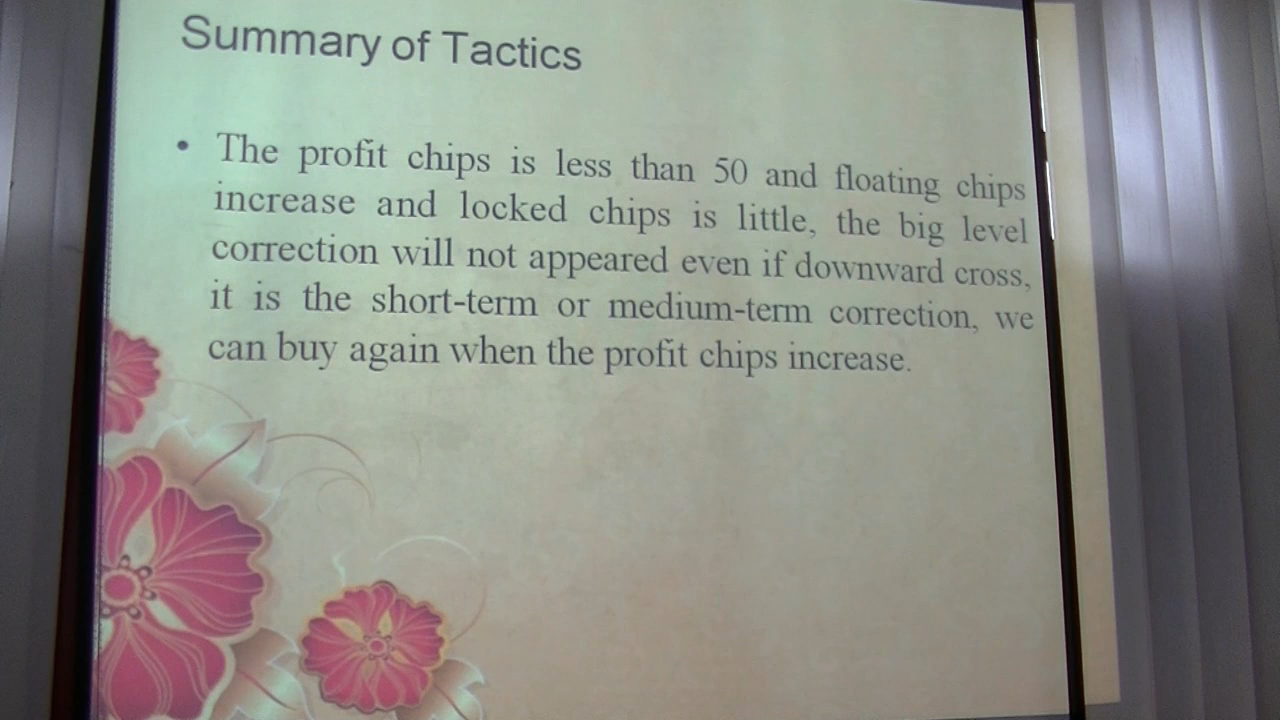 Summary of Tactics
• The profit chips is less than 50 and floating chips
increase and locked chips is little, the big level
correction will not appeared even if downward cross,
it is the short-term or medium-term correction, we
can buy again when the profit chips increase.